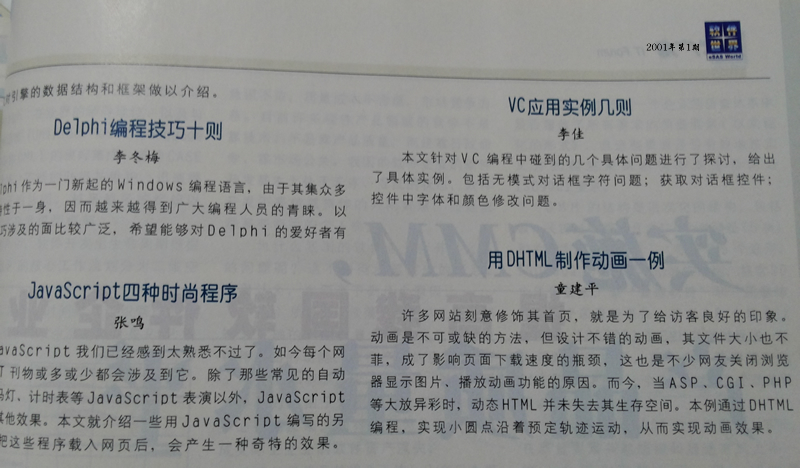 2001年第1期
软件
世界
引擎的数据结构和框架做以介绍。
Delphi编程技巧十则
李冬梅
lphi作为一门新起的Windows编程语言，由于其集众多
性于一身，因而越来越得到广大编程人员的青睐。以
巧涉及的面比较广泛，希望能够对Delphi的爱好者有
JavaScript四种时尚程序
张鸣
avaScript我们已经感到太熟悉不过了。如今每个网
T刊物或多或少都会涉及到它。除了那些常见的自动
马灯、计时表等JavaScript表演以外，JavaScript
其他效果。本文就介绍一些用JavaScript编写的另
把这些程序载入网页后，会产生一种奇特的效果。
VC应用实例几则
李佳
本文针对VC编程中碰到的几个具体问题进行了探讨，给出
了具体实例。包括无模式对话框字符问题；获取对话框控件；
控件中字体和颜色修改问题。
用DHTML制作动画一例
童建平
许多网站刻意修饰其首页，就是为了给访客良好的印象。
动画是不可或缺的方法，但设计不错的动画，其文件大小也不
菲，成了影响页面下载速度的瓶颈，这也是不少网友关闭浏览
器显示图片、播放动画功能的原因。而今，当ASP、CGI、PHP
等大放异彩时，动态HTML并未失去其生存空间。本例通过DHTML
编程，实现小圆点沿着预定轨迹运动，从而实现动画效果。